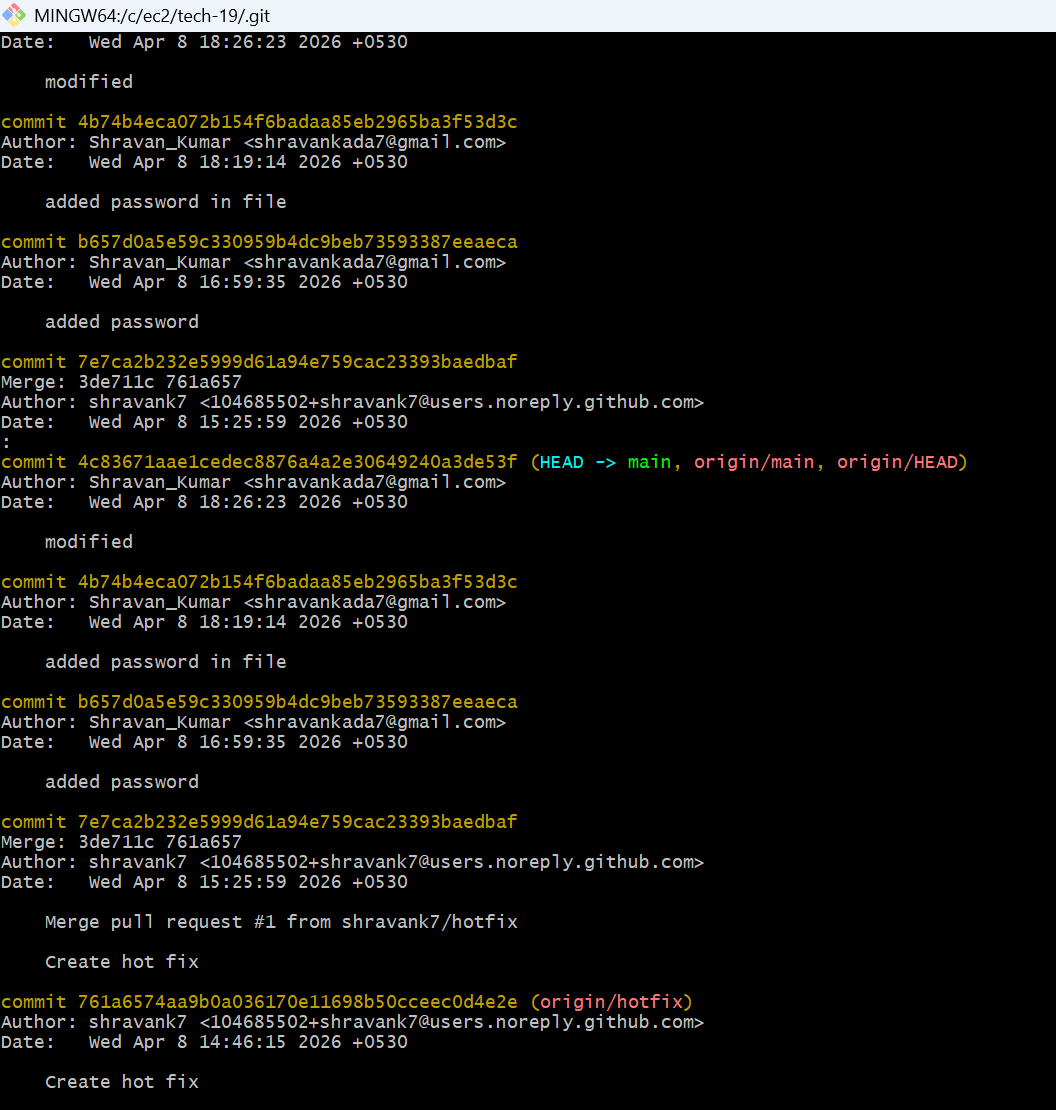 MINGW64:/c/ec2/tech-19/.git
Date:   Wed Apr 8 18:26:23 2026 +0530
    modified
commit 4b74b4eca072b154f6badaa85eb2965ba3f53d3c
Author: Shravan_Kumar <shravankada7@gmail.com>
Date:   Wed Apr 8 18:19:14 2026 +0530
    added password in file
commit b657d0a5e59c330959b4dc9beb73593387eeaeca
Author: Shravan_Kumar <shravankada7@gmail.com>
Date:   Wed Apr 8 16:59:35 2026 +0530
    added password
commit 7e7ca2b232e5999d61a94e759cac23393baedbaf
Merge: 3de711c 761a657
Author: shravank7 <104685502+shravank7@users.noreply.github.com>
Date:   Wed Apr 8 15:25:59 2026 +0530
:
commit 4c83671aae1cedec8876a4a2e30649240a3de53f (HEAD -> main, origin/main, origin/HEAD)
Author: Shravan_Kumar <shravankada7@gmail.com>
Date:   Wed Apr 8 18:26:23 2026 +0530
    modified
commit 4b74b4eca072b154f6badaa85eb2965ba3f53d3c
Author: Shravan_Kumar <shravankada7@gmail.com>
Date:   Wed Apr 8 18:19:14 2026 +0530
    added password in file
commit b657d0a5e59c330959b4dc9beb73593387eeaeca
Author: Shravan_Kumar <shravankada7@gmail.com>
Date:   Wed Apr 8 16:59:35 2026 +0530
    added password
commit 7e7ca2b232e5999d61a94e759cac23393baedbaf
Merge: 3de711c 761a657
Author: shravank7 <104685502+shravank7@users.noreply.github.com>
Date:   Wed Apr 8 15:25:59 2026 +0530
    Merge pull request #1 from shravank7/hotfix
    Create hot fix
commit 761a6574aa9b0a036170e11698b50cceec0d4e2e (origin/hotfix)
Author: shravank7 <104685502+shravank7@users.noreply.github.com>
Date:   Wed Apr 8 14:46:15 2026 +0530
    Create hot fix